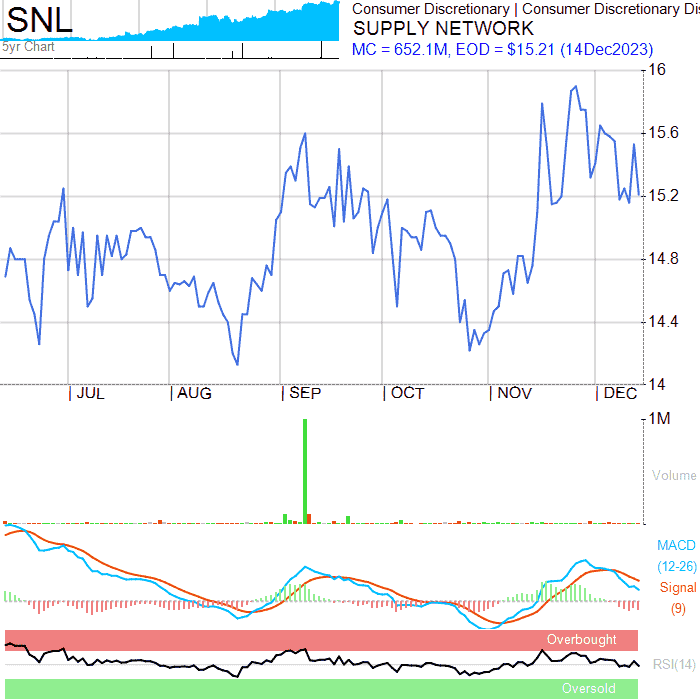 SNL
5yr Chart
Consumer Discretionary | Consumer Discretionary Dis
SUPPLY NETWORK
MC = 652.1M, EOD = $15.21 (14Dec2023)
16
15.6
15.2
14.8
14.4
14
JUL AUG SEP OCT NOV DEC
1M
Volume
MACD
(12-26)
Signal
(9)
Overbought
RSI(14)
Oversold